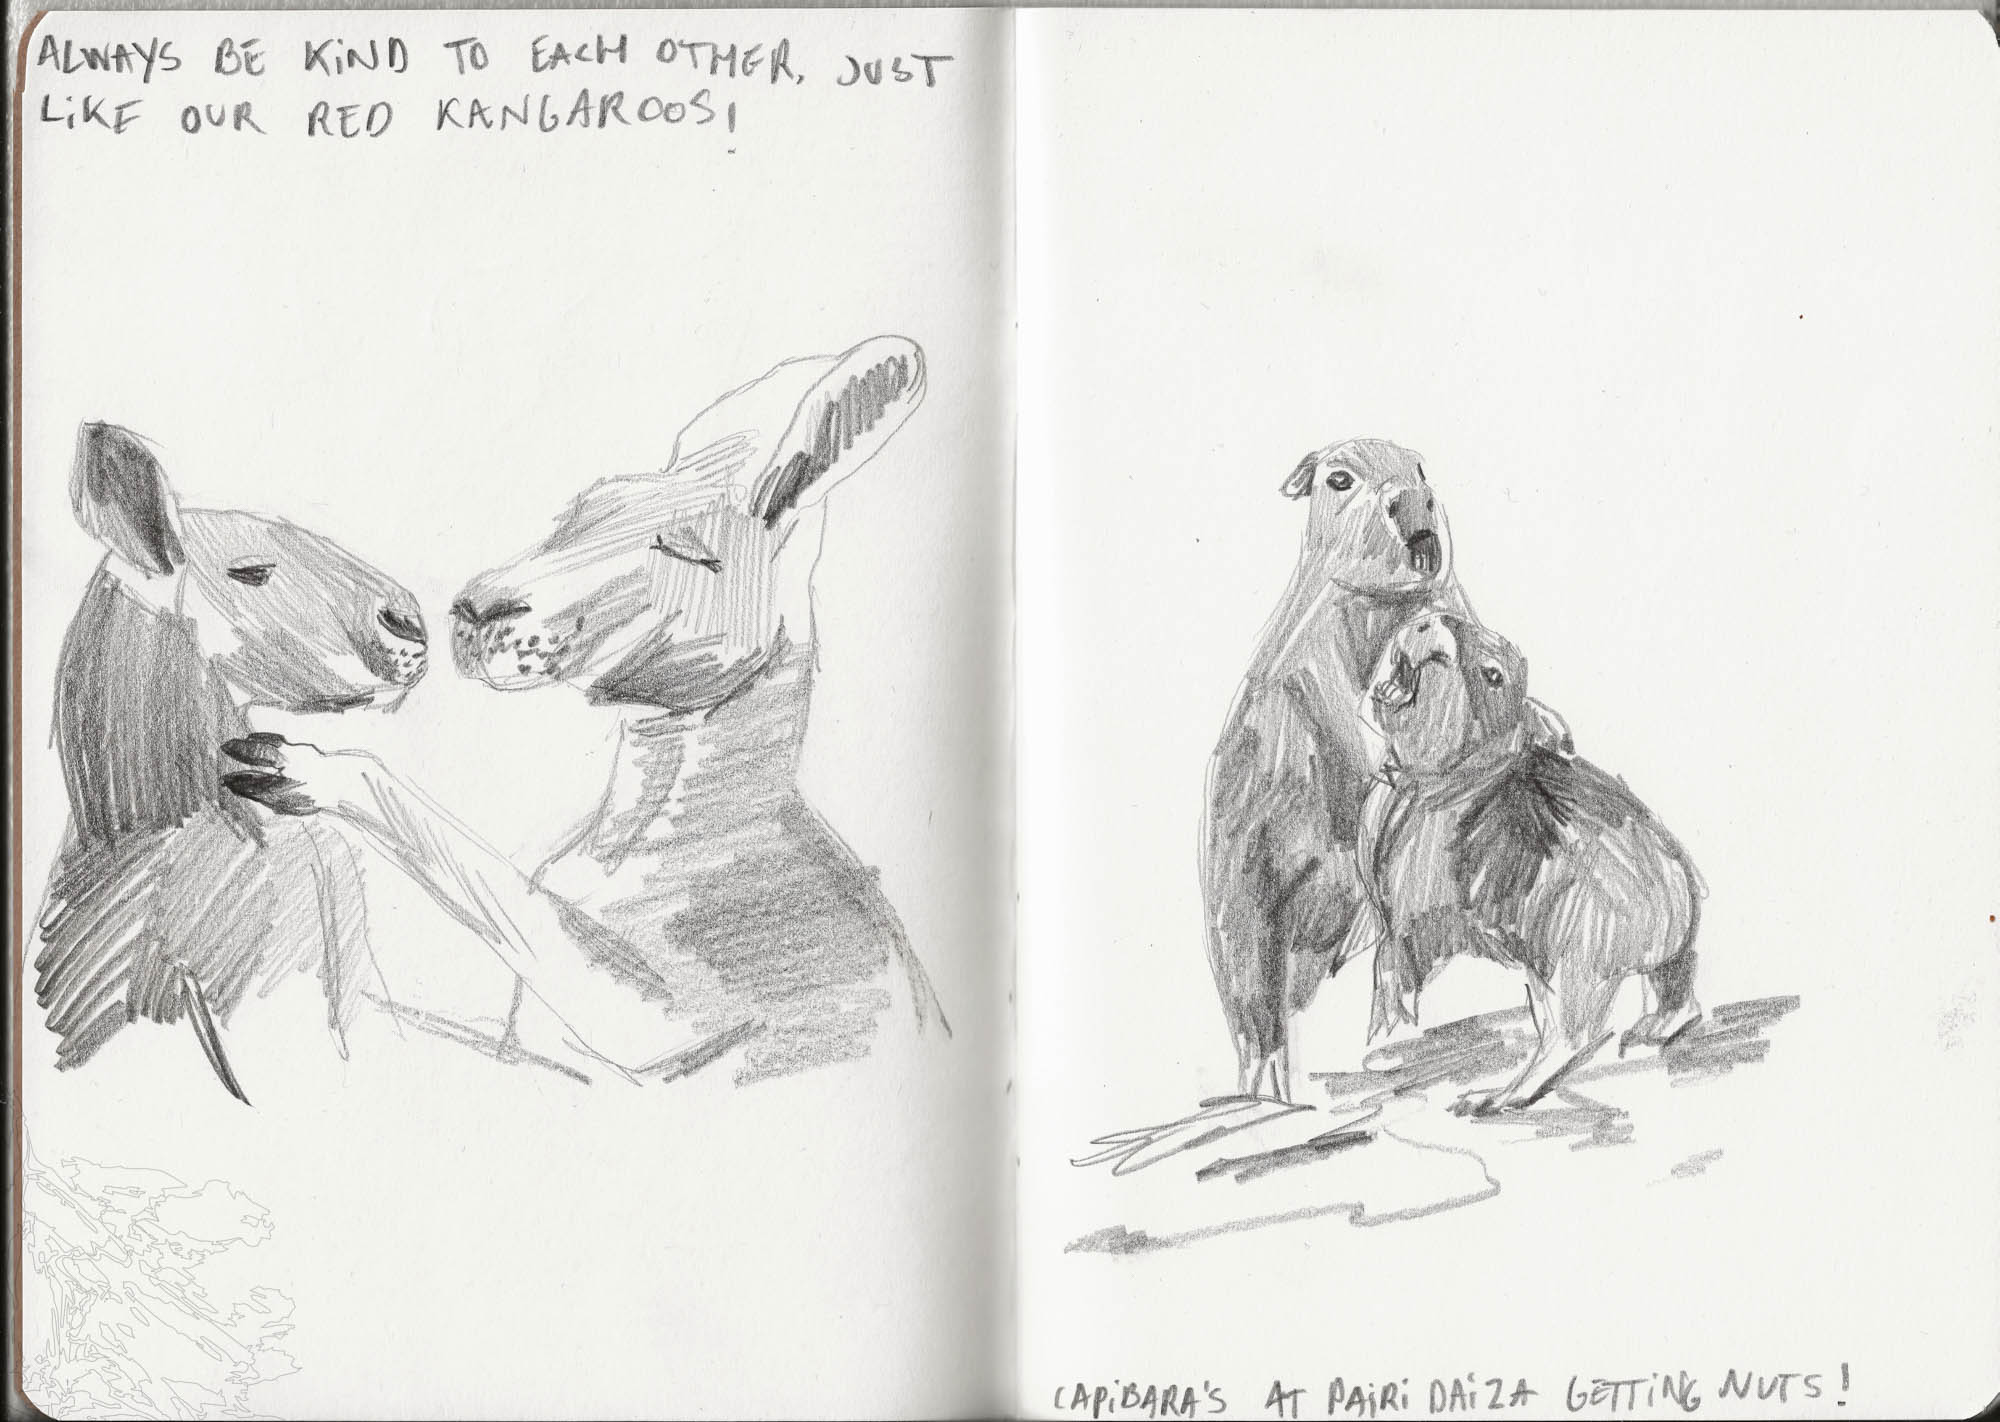 ALWAYS BE KiND TO EACH OTHER, JUST
LiKE OUR RED KANGAROOS!
CAPiBARA'S AT PAiRi DAiZA GETTiNG NUTS!